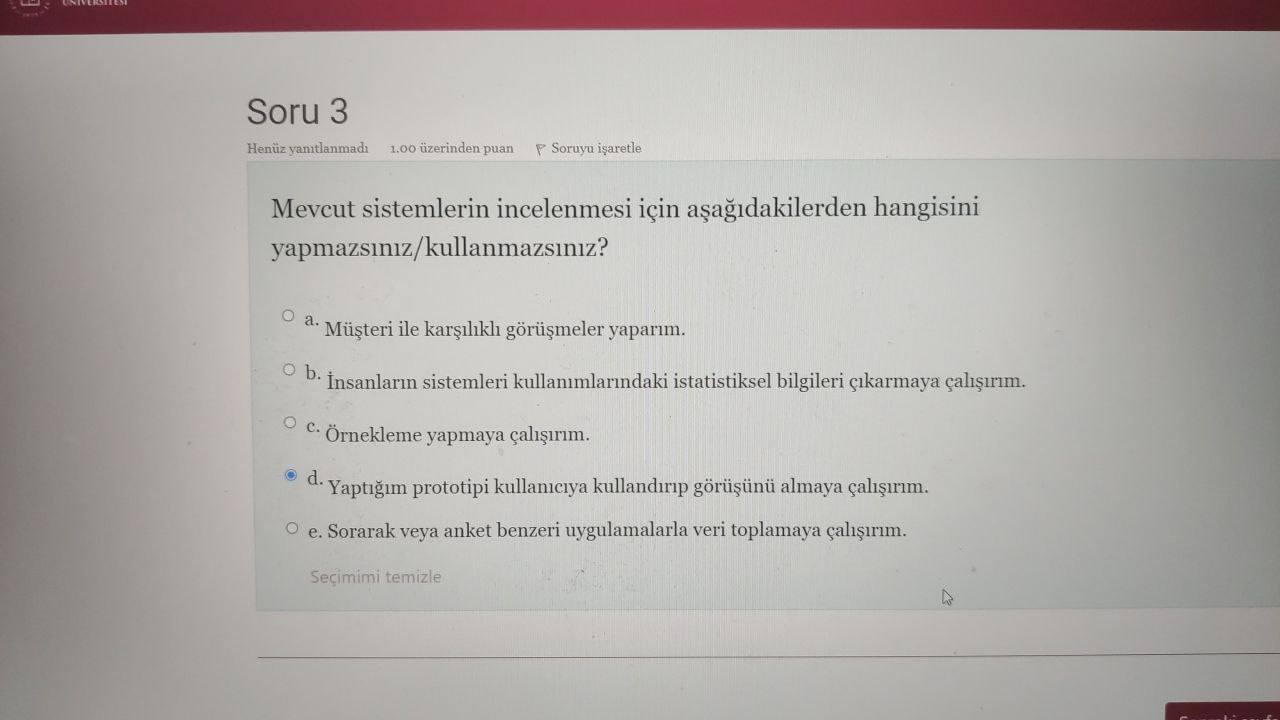 ÜNİVERSİTESİ
Soru 3
Henüz yanıtlanmadı 1.00 üzerinden puan Soruyu işaretle
Mevcut sistemlerin incelenmesi için aşağıdakilerden hangisini
yapmazsınız/kullanmazsınız?
a. Müşteri ile karşılıklı görüşmeler yaparım.
b. İnsanların sistemleri kullanımlarındaki istatistiksel bilgileri çıkarmaya çalışırım.
c. Örnekleme yapmaya çalışırım.
d. Yaptığım prototipi kullanıcıya kullandırıp görüşünü almaya çalışırım.
e. Sorarak veya anket benzeri uygulamalarla veri toplamaya çalışırım.
Seçimimi temizle